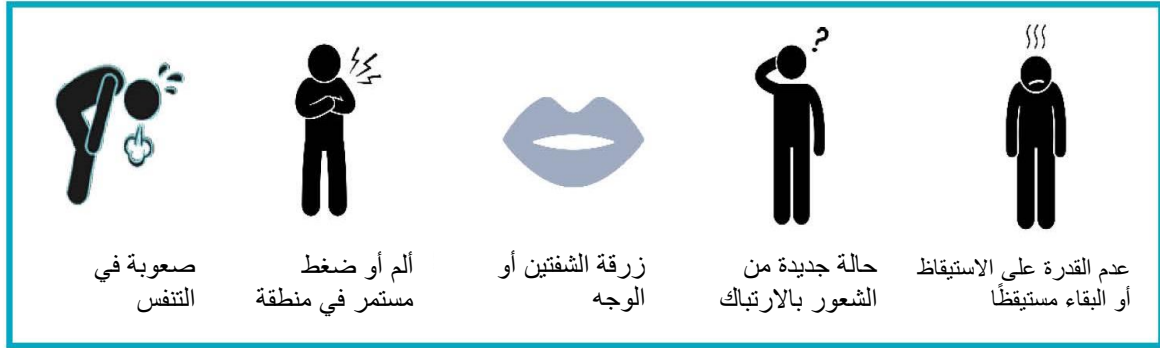 ?
عدم القدرة على الاستيقاظ
أو البقاء مستيقظًا
حالة جديدة من
الشعور بالارتباك
زرقة الشفتين أو
الوجه
ألم أو ضغط
مستمر في منطقة
صعوبة في
التنفس